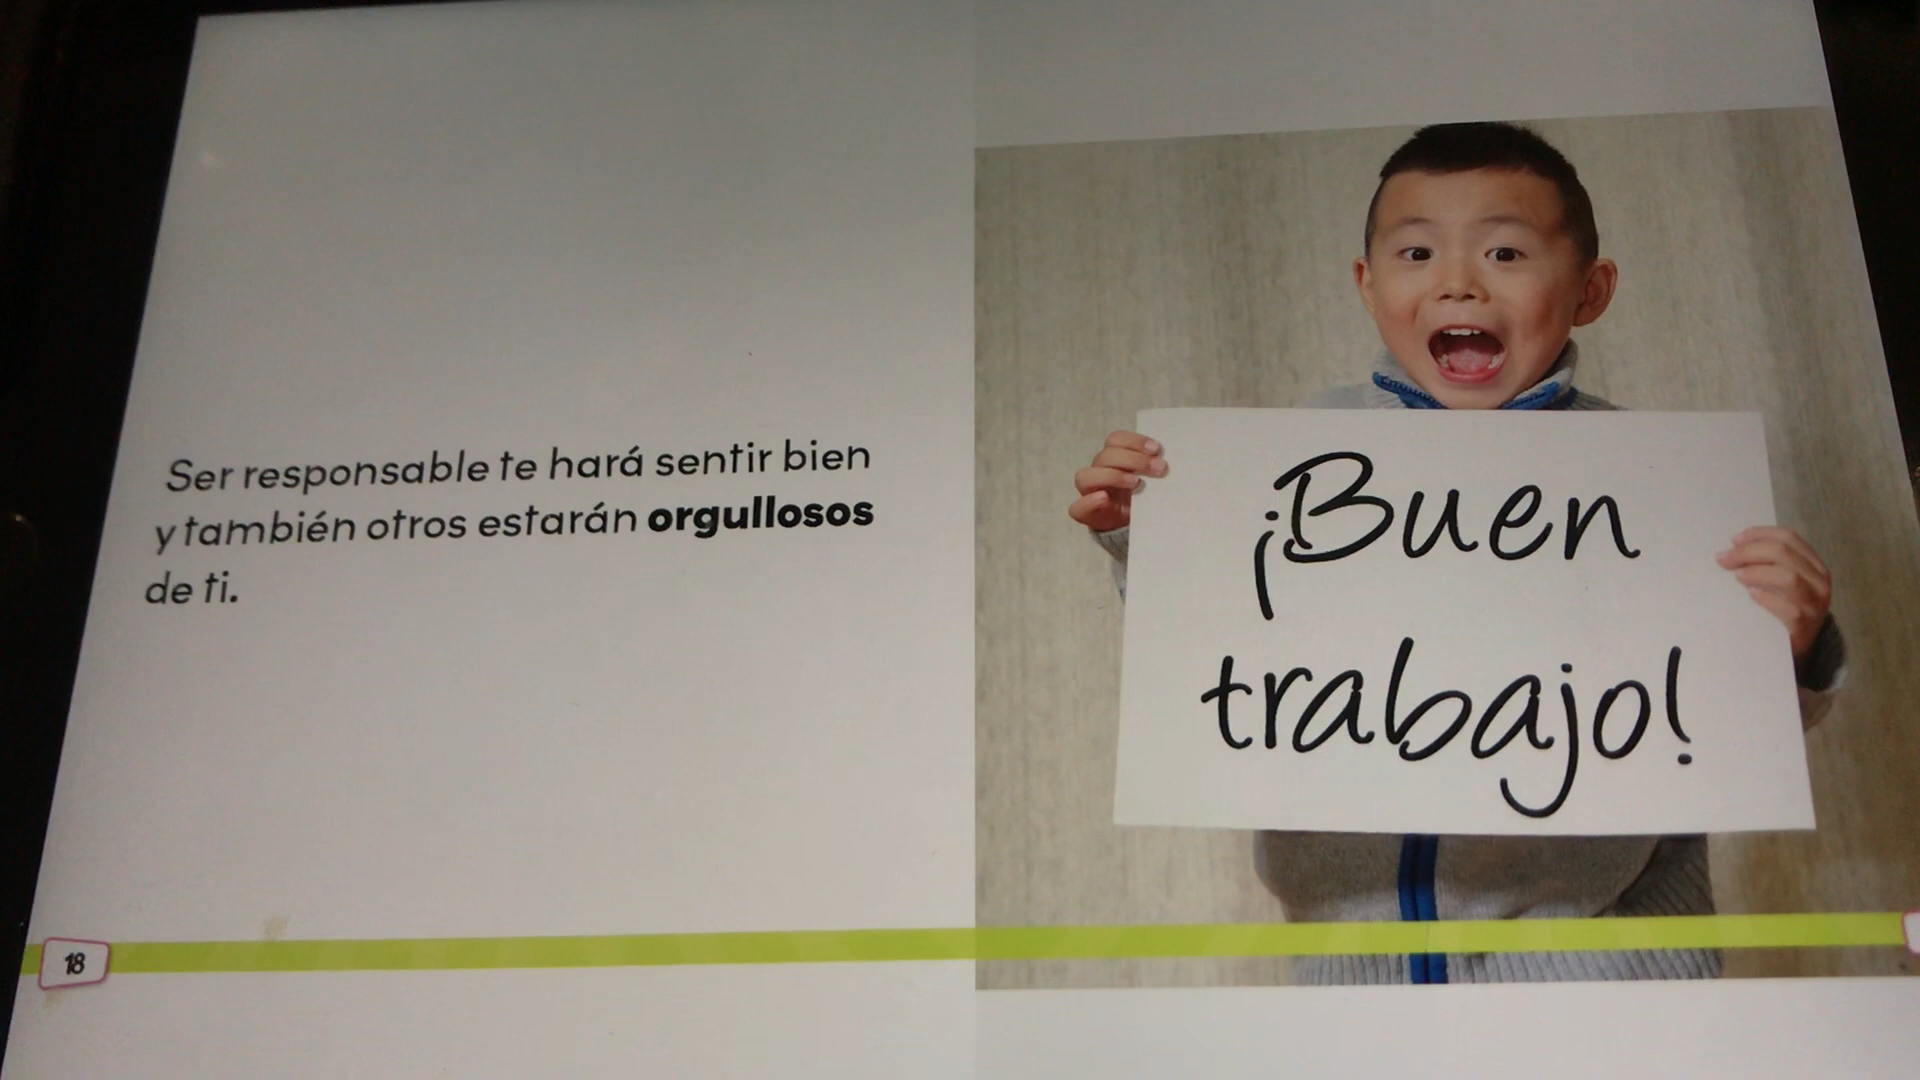 Ser responsable te hará sentir bien
y también otros estarán orgullosos
de ti.
18
¡Buen
trabajo!